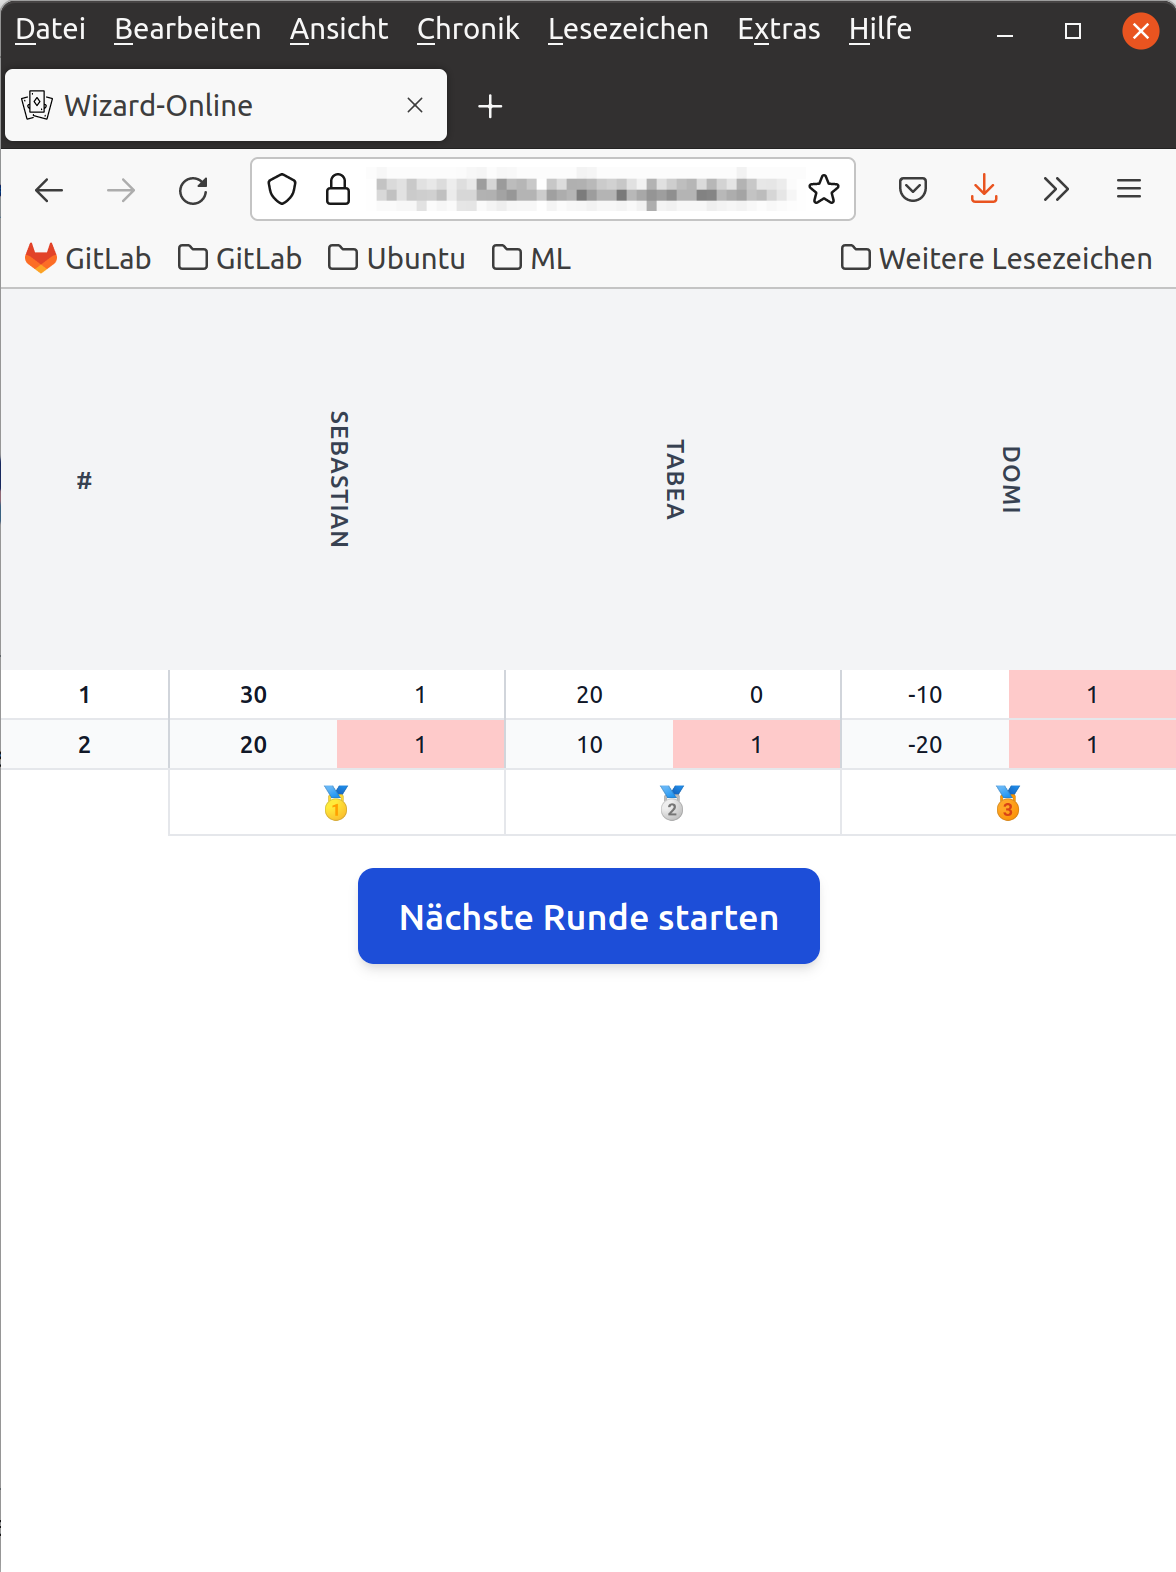 Datei Bearbeiten Ansicht Chronik Lesezeichen Extras Hilfe
Wizard-Online
GitLab GitLab Ubuntu ML Weitere Lesezeichen
# SEBASTIAN TABEA DOMI
1 30 1 20 0 -10 1
2 20 1 10 1 -20 1
1 2 3
Nächste Runde starten